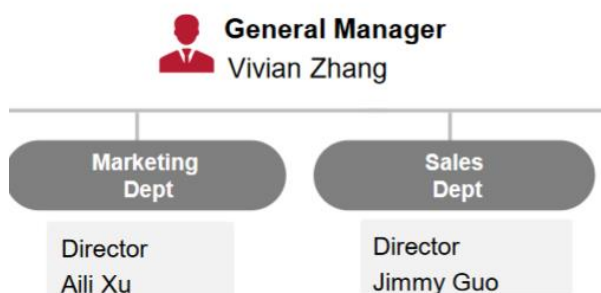 General Manager
Vivian Zhang
Marketing
Dept
Sales
Dept
Director
Aili Xu
Director
Jimmy Guo